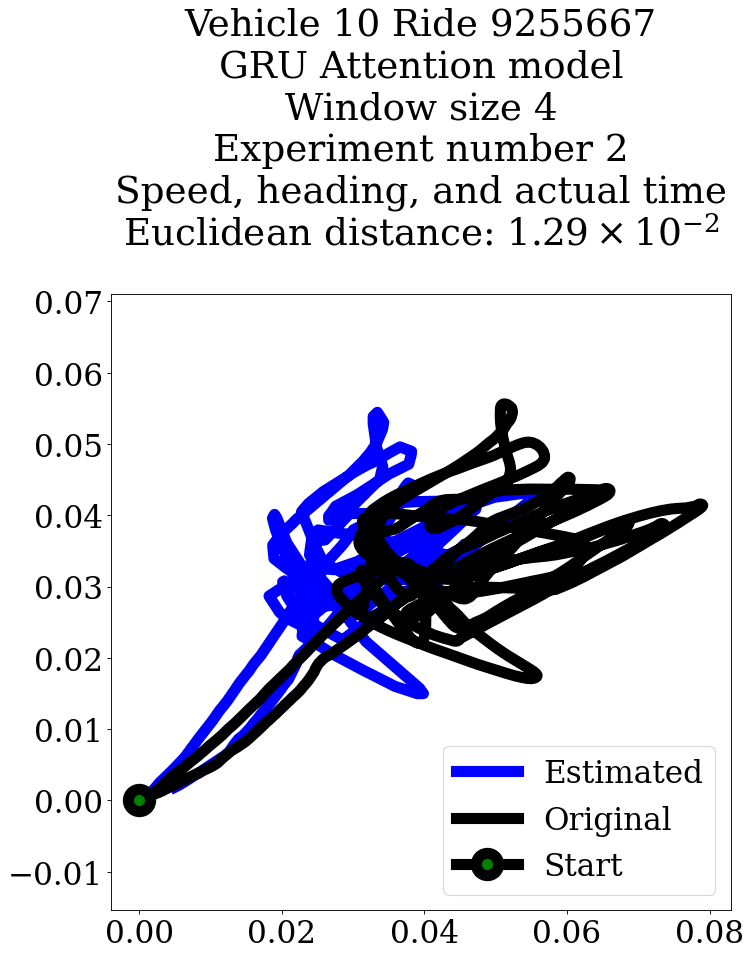 Vehicle 10 Ride 9255667
GRU Attention model
Window size 4
Experiment number 2
Speed, heading, and actual time
Euclidean distance: 1.29 × 10⁻²
0.07
0.06
0.05
0.04
0.03
0.02
0.01
0.00
−0.01
Estimated
Original
Start
0.00 0.02 0.04 0.06 0.08